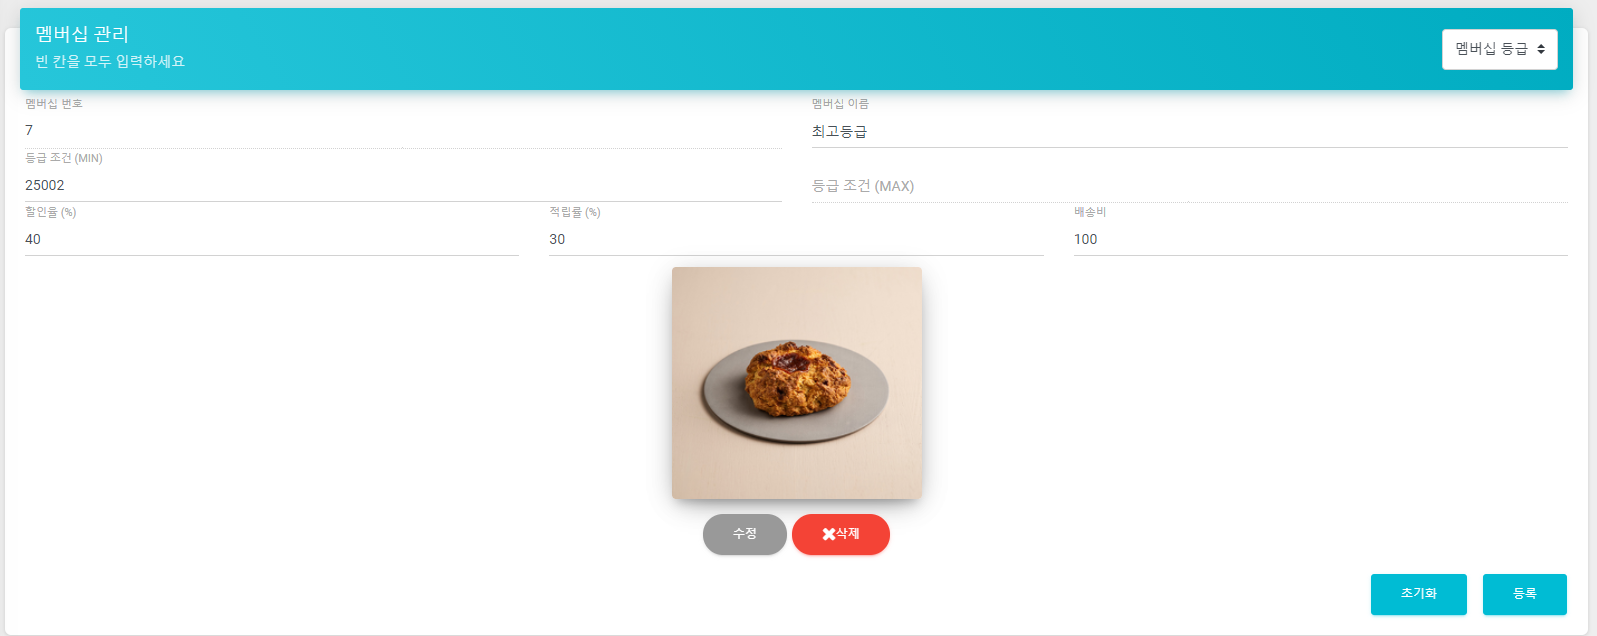 멤버십 관리
빈 칸을 모두 입력하세요
멤버십 등급
멤버십 번호
7
멤버십 이름
최고등급
등급 조건 (MIN)
25002
등급 조건 (MAX)
할인율 (%)
40
적립률 (%)
30
배송비
100
수정
삭제
초기화
등록